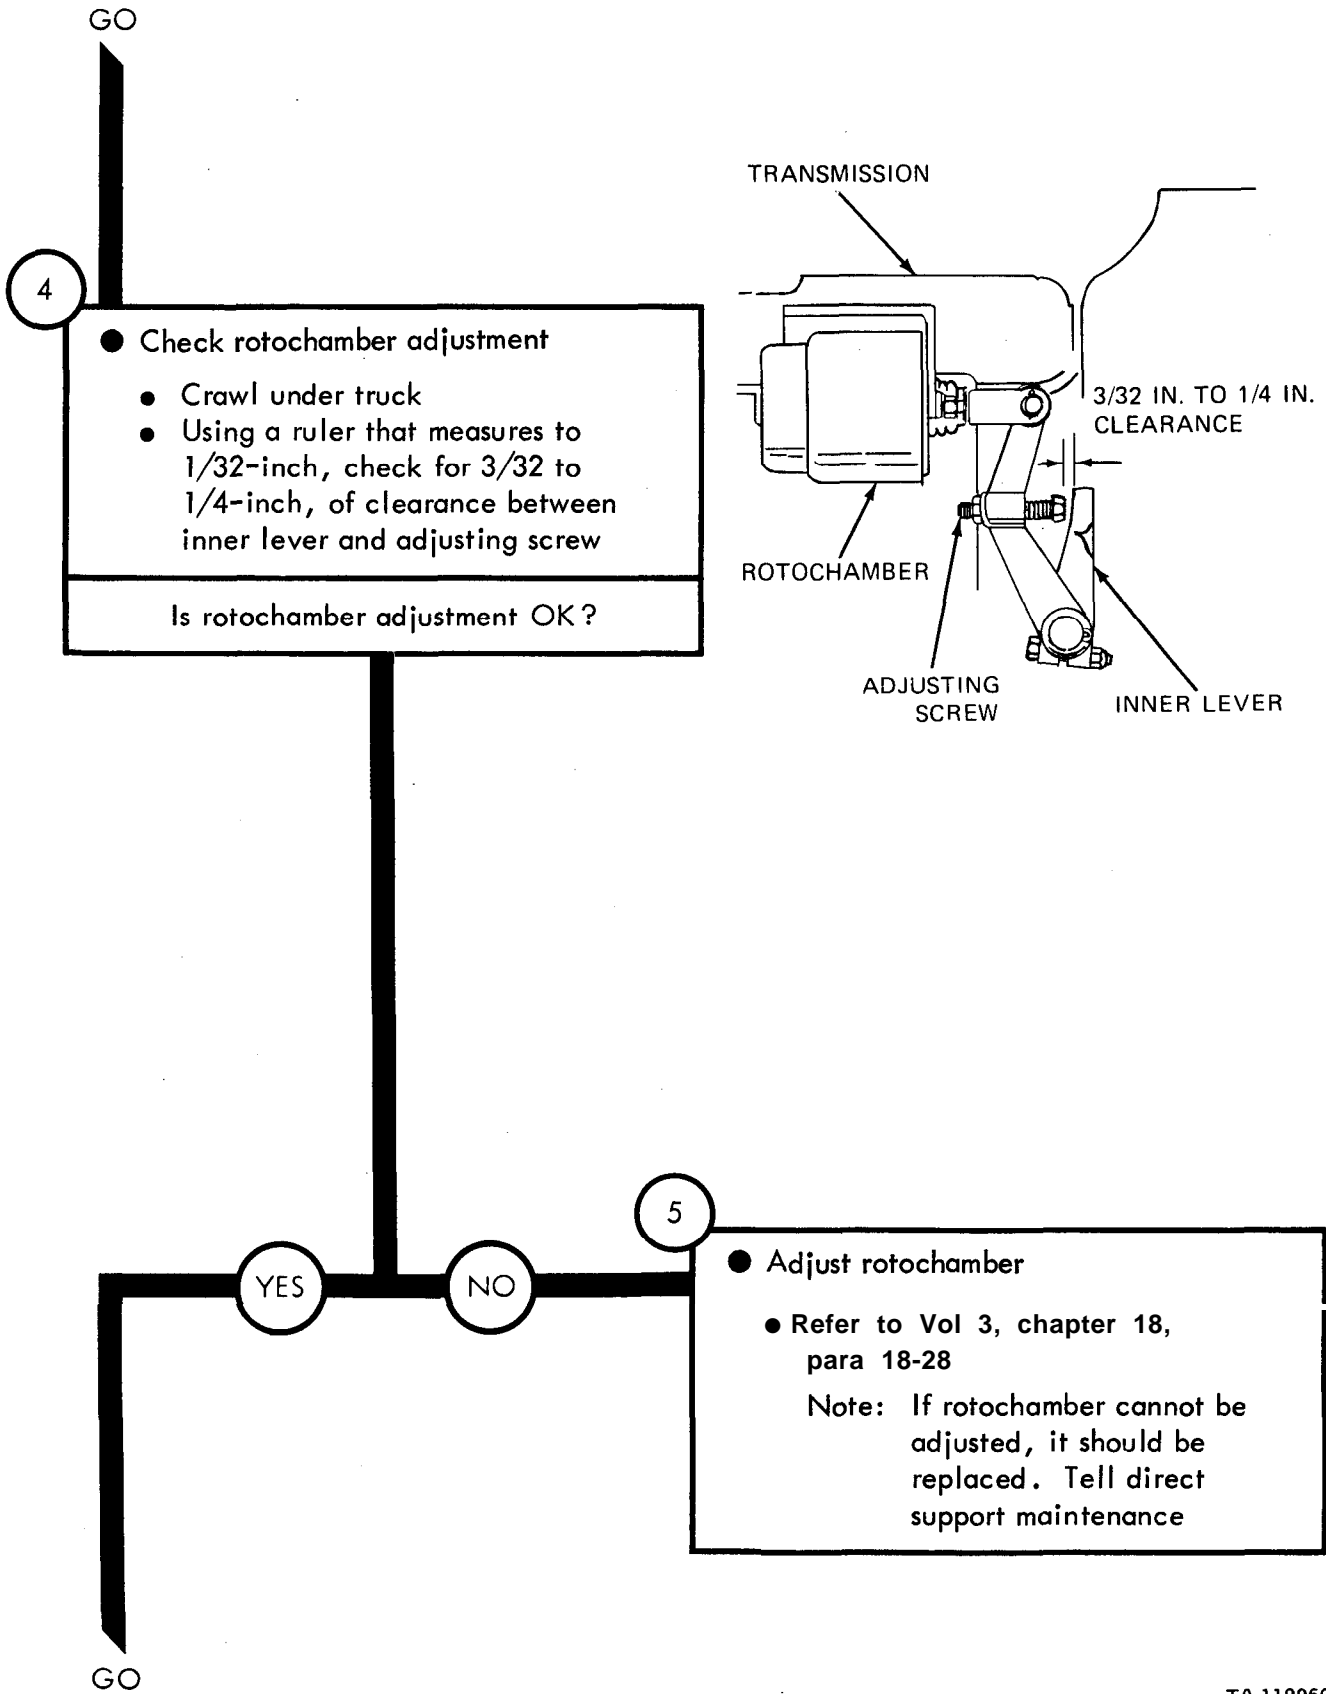 GO
4
● Check rotochamber adjustment
● Crawl under truck
● Using a ruler that measures to
1/32-inch, check for 3/32 to
1/4-inch, of clearance between
inner lever and adjusting screw
Is rotochamber adjustment OK?
TRANSMISSION
3/32 IN. TO 1/4 IN.
CLEARANCE
ROTOCHAMBER
ADJUSTING
SCREW
INNER LEVER
YES
NO
5
● Adjust rotochamber
● Refer to Vol 3, chapter 18,
para 18-28
Note: If rotochamber cannot be
adjusted, it should be
replaced. Tell direct
support maintenance
GO